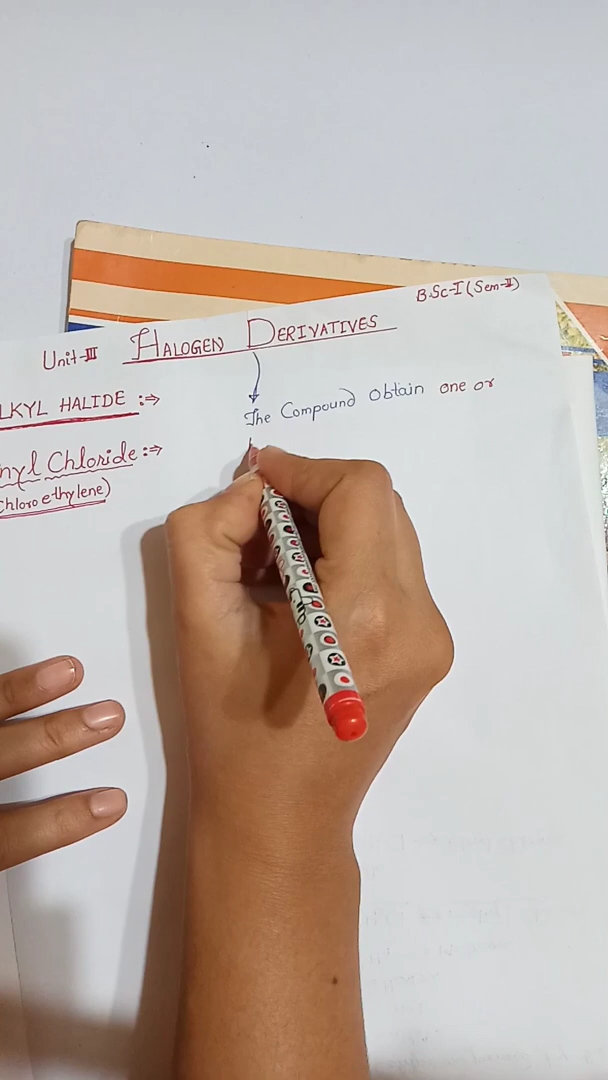 B.Sc-I (Sem-II)
Unit-III HALOGEN DERIVATIVES
LKYL HALIDE :⇒
The Compound Obtain one or
nyl Chloride :⇒
Chloro ethylene)